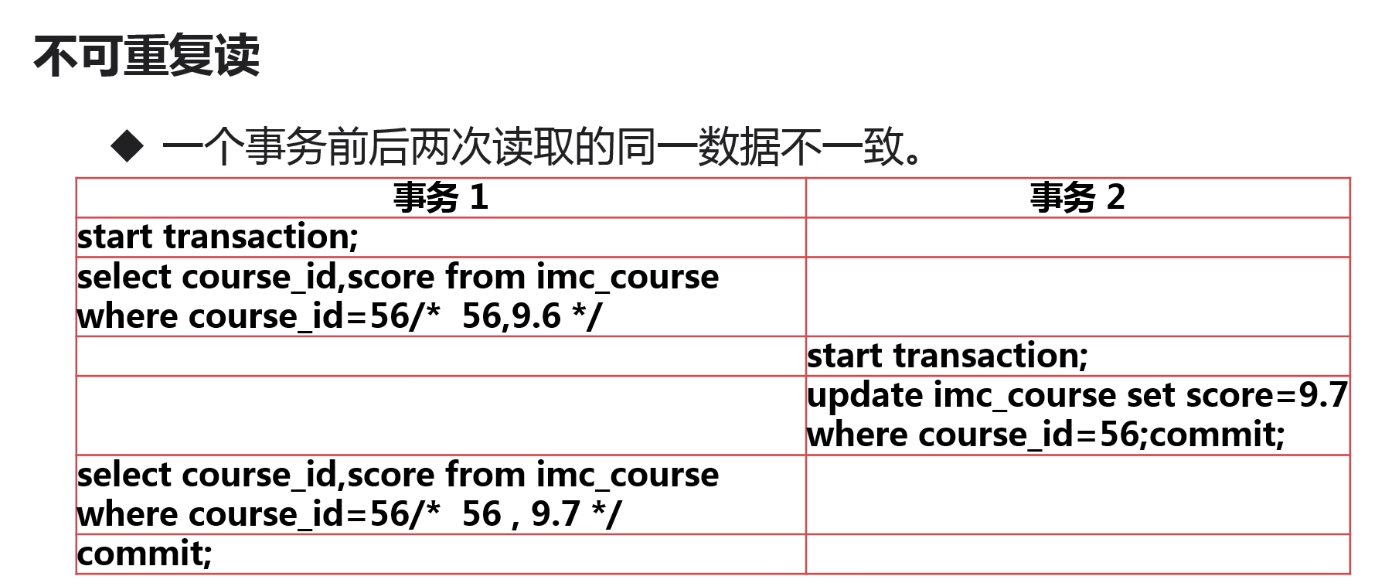 不可重复读
◆ 一个事务前后两次读取的同一数据不一致。
事务 1
事务 2
start transaction;
select course_id,score from imc_course
where course_id=56/*  56,9.6 */
start transaction;
update imc_course set score=9.7
where course_id=56;commit;
select course_id,score from imc_course
where course_id=56/*  56 , 9.7 */
commit;